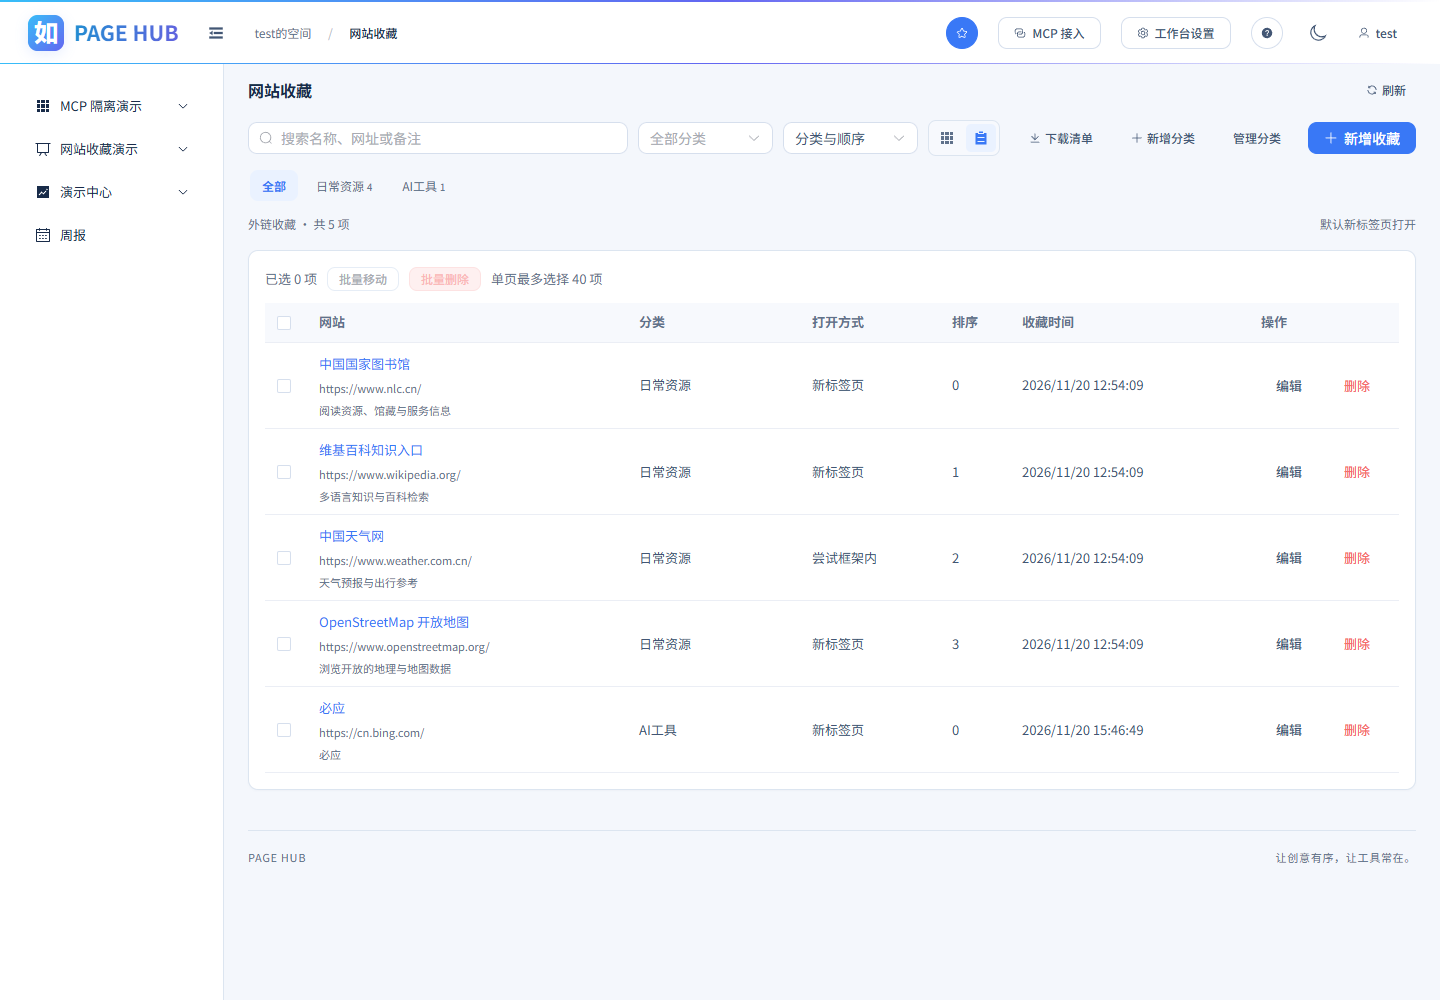 如 PAGE HUB
test的空间 / 网站收藏
MCP 接入
工作台设置
test
MCP 隔离演示
网站收藏演示
演示中心
周报
网站收藏
刷新
搜索名称、网址或备注
全部分类
分类与顺序
下载清单
新增分类
管理分类
新增收藏
全部
日常资源 4
AI工具 1
外链收藏 · 共 5 项
默认新标签页打开
已选 0 项 批量移动 批量删除 单页最多选择 40 项
网站 分类 打开方式 排序 收藏时间 操作
中国国家图书馆
https://www.nlc.cn/
阅读资源、馆藏与服务信息
日常资源 新标签页 0 2026/11/20 12:54:09 编辑 删除
维基百科知识入口
https://www.wikipedia.org/
多语言知识与百科检索
日常资源 新标签页 1 2026/11/20 12:54:09 编辑 删除
中国天气网
https://www.weather.com.cn/
天气预报与出行参考
日常资源 尝试框架内 2 2026/11/20 12:54:09 编辑 删除
OpenStreetMap 开放地图
https://www.openstreetmap.org/
浏览开放的地理与地图数据
日常资源 新标签页 3 2026/11/20 12:54:09 编辑 删除
必应
https://cn.bing.com/
必应
AI工具 新标签页 0 2026/11/20 15:46:49 编辑 删除
PAGE HUB
让创意有序，让工具常在。